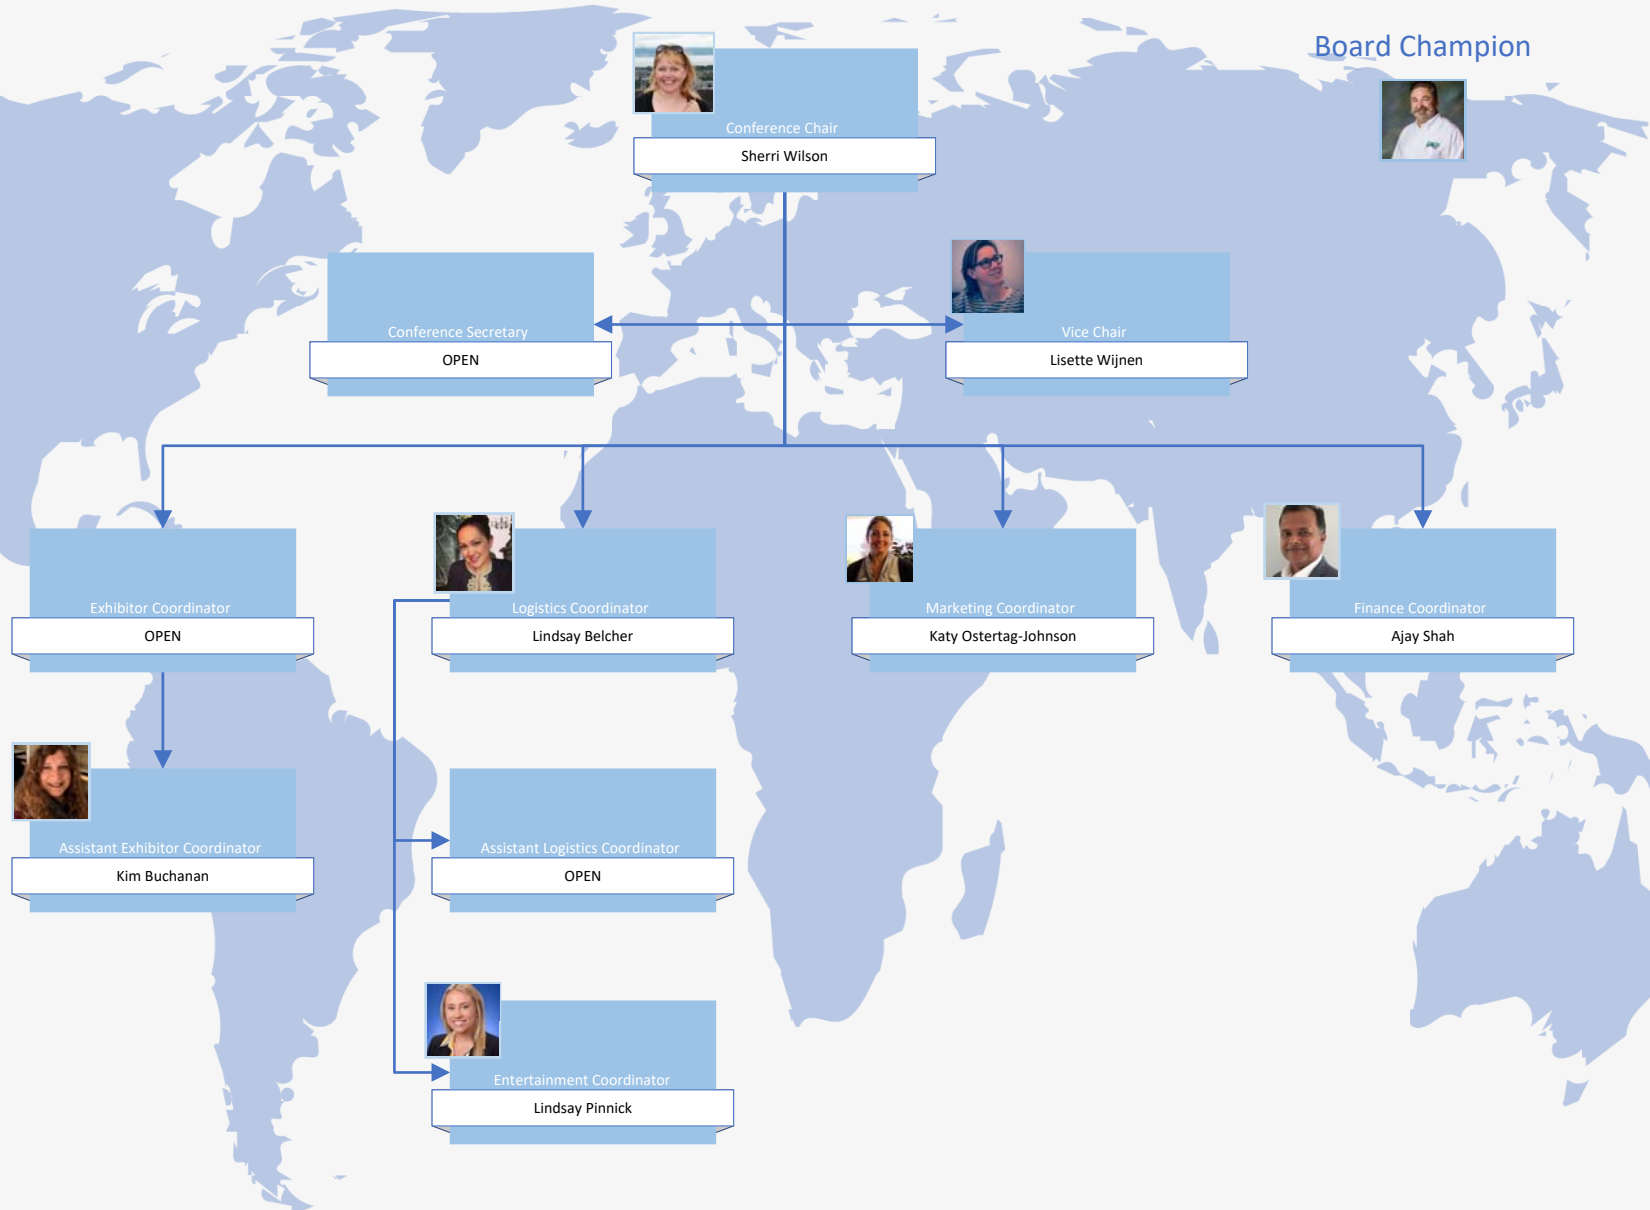 Board Champion
Conference Chair
Sherri Wilson
Conference Secretary
OPEN
Vice Chair
Lisette Wijnen
Exhibitor Coordinator
OPEN
Logistics Coordinator
Lindsay Belcher
Marketing Coordinator
Katy Ostertag-Johnson
Finance Coordinator
Ajay Shah
Assistant Exhibitor Coordinator
Kim Buchanan
Assistant Logistics Coordinator
OPEN
Entertainment Coordinator
Lindsay Pinnick